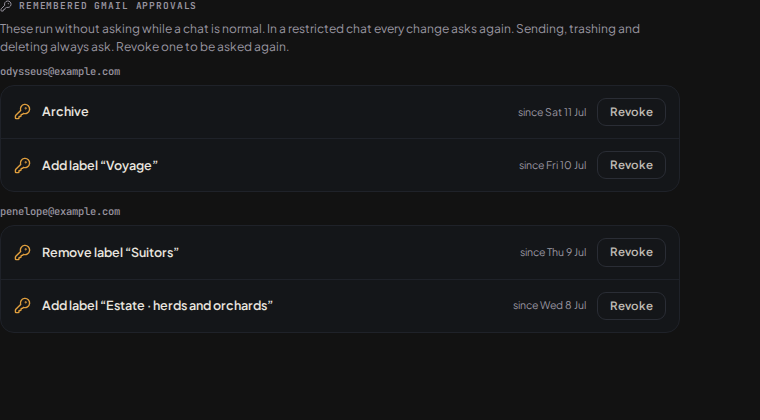 REMEMBERED GMAIL APPROVALS
These run without asking while a chat is normal. In a restricted chat every change asks again. Sending, trashing and
deleting always ask. Revoke one to be asked again.
odysseus@example.com
Archive since Sat 11 Jul Revoke
Add label “Voyage” since Fri 10 Jul Revoke
penelope@example.com
Remove label “Suitors” since Thu 9 Jul Revoke
Add label “Estate · herds and orchards” since Wed 8 Jul Revoke